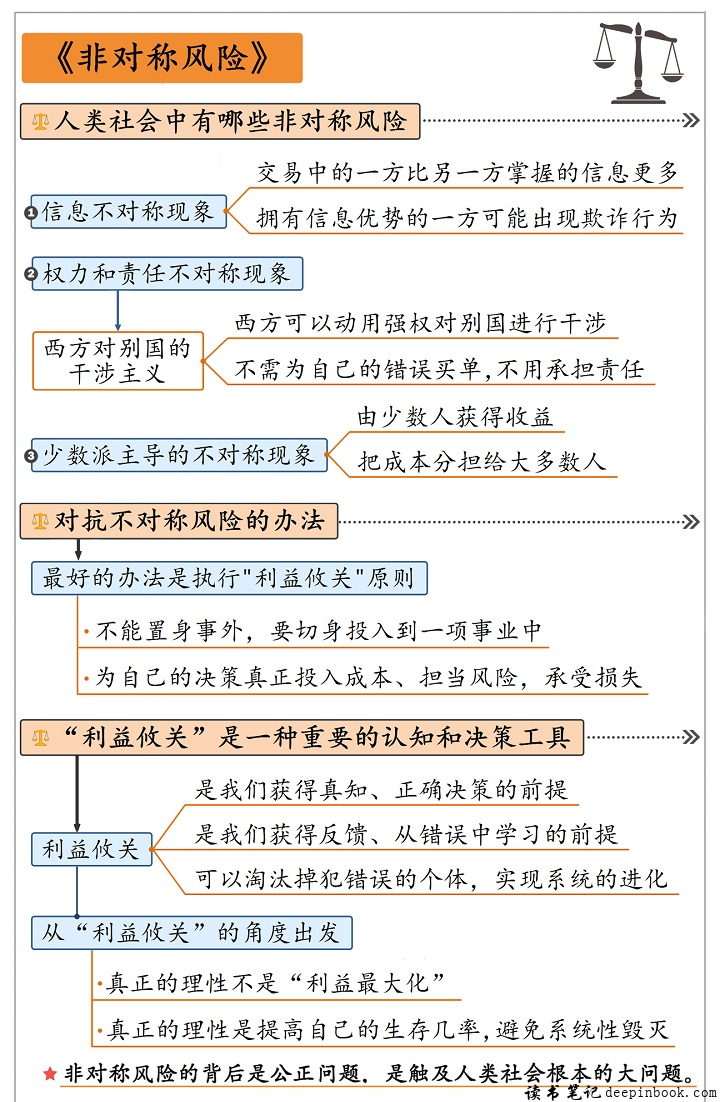 《非对称风险》
人类社会中有哪些非对称风险
交易中的一方比另一方掌握的信息更多
1 信息不对称现象
拥有信息优势的一方可能出现欺诈行为
2 权力和责任不对称现象
西方可以动用强权对别国进行干涉
西方对别国的
干涉主义
不需为自己的错误买单,不用承担责任
由少数人获得收益
3 少数派主导的不对称现象
把成本分担给大多数人
对抗不对称风险的办法
最好的办法是执行"利益攸关"原则
·不能置身事外，要切身投入到一项事业中
·为自己的决策真正投入成本、担当风险，承受损失
“利益攸关”是一种重要的认知和决策工具
是我们获得真知、正确决策的前提
利益攸关
是我们获得反馈、从错误中学习的前提
可以淘汰掉犯错误的个体，实现系统的进化
从“利益攸关”的角度出发
·真正的理性不是“利益最大化”
·真正的理性是提高自己的生存几率,避免系统性毁灭
★非对称风险的背后是公正问题，是触及人类社会根本的大问题。
读书笔记 deepinbook.com